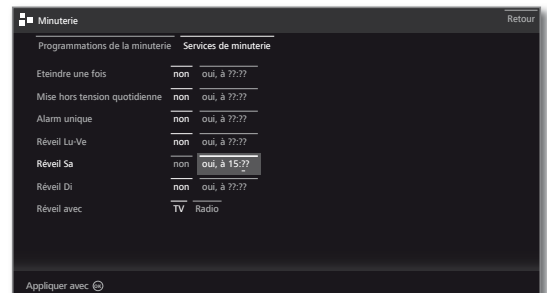 Minuterie Retour
Programmations de la minuterie Services de minuterie
Eteindre une fois non oui, à ??:??
Mise hors tension quotidienne non oui, à ??:??
Alarm unique non oui, à ??:??
Réveil Lu-Ve non oui, à ??:??
Réveil Sa non oui, à 15:??
Réveil Di non oui, à ??:??
Réveil avec TV Radio
Appliquer avec OK